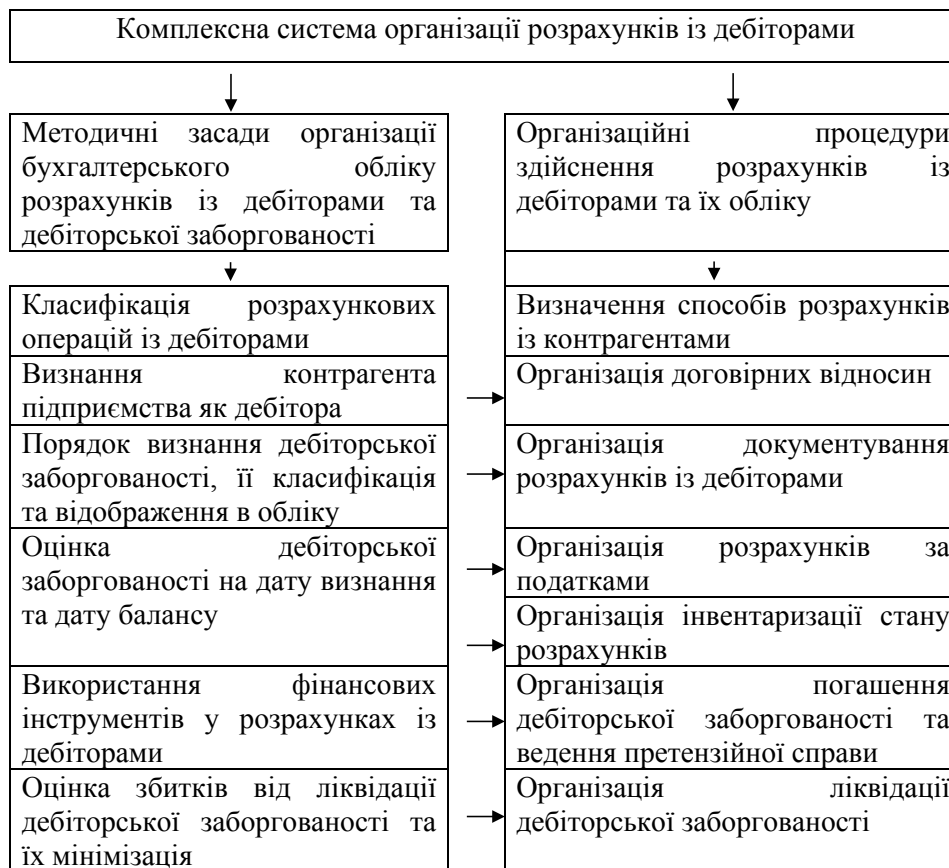 Комплексна система організації розрахунків із дебіторами
Методичні засади організації
бухгалтерського обліку
розрахунків із дебіторами та
дебіторської заборгованості
Організаційні процедури
здійснення розрахунків із
дебіторами та їх обліку
Класифікація розрахункових
операцій із дебіторами
Визнання контрагента
підприємства як дебітора
Порядок визнання дебіторської
заборгованості, її класифікація
та відображення в обліку
Оцінка дебіторської
заборгованості на дату визнання
та дату балансу
Використання фінансових
інструментів у розрахунках із
дебіторами
Оцінка збитків від ліквідації
дебіторської заборгованості та
їх мінімізація
Визначення способів розрахунків
із контрагентами
Організація договірних відносин
Організація документування
розрахунків із дебіторами
Організація розрахунків за
податками
Організація інвентаризації стану
розрахунків
Організація погашення
дебіторської заборгованості та
ведення претензійної справи
Організація ліквідації
дебіторської заборгованості